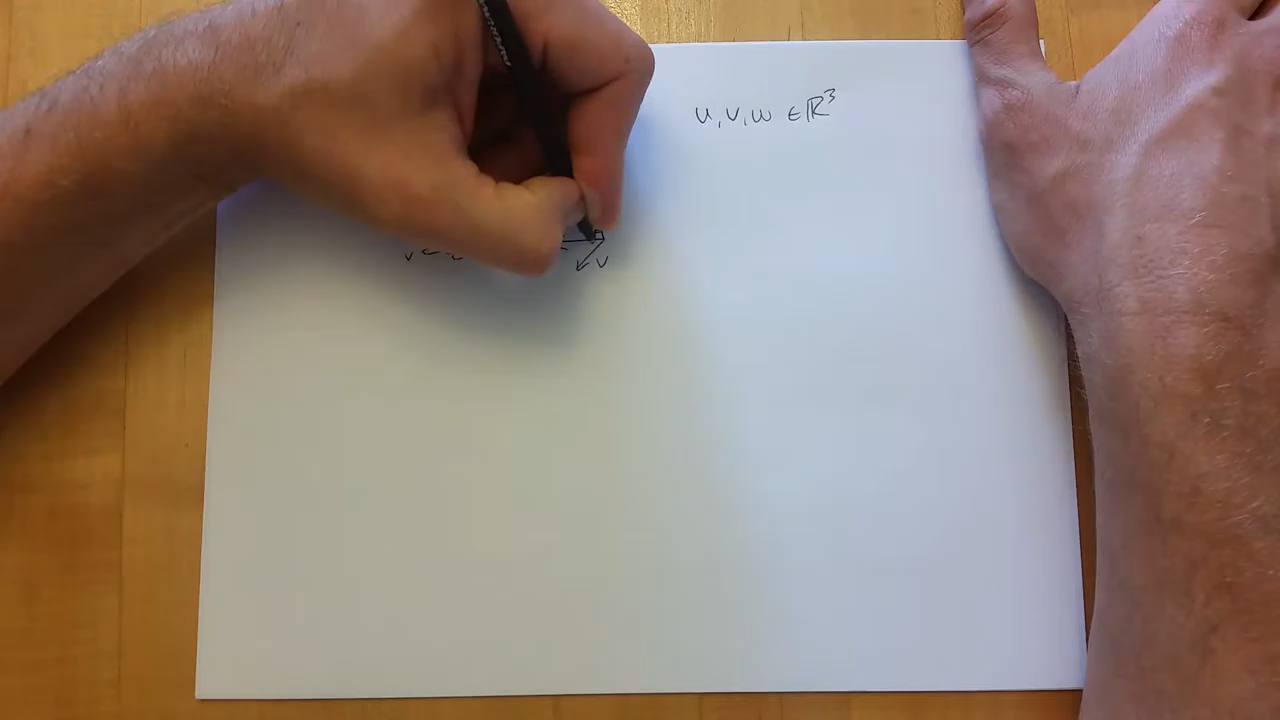 u, v, w ∈ ℝ³
v
v